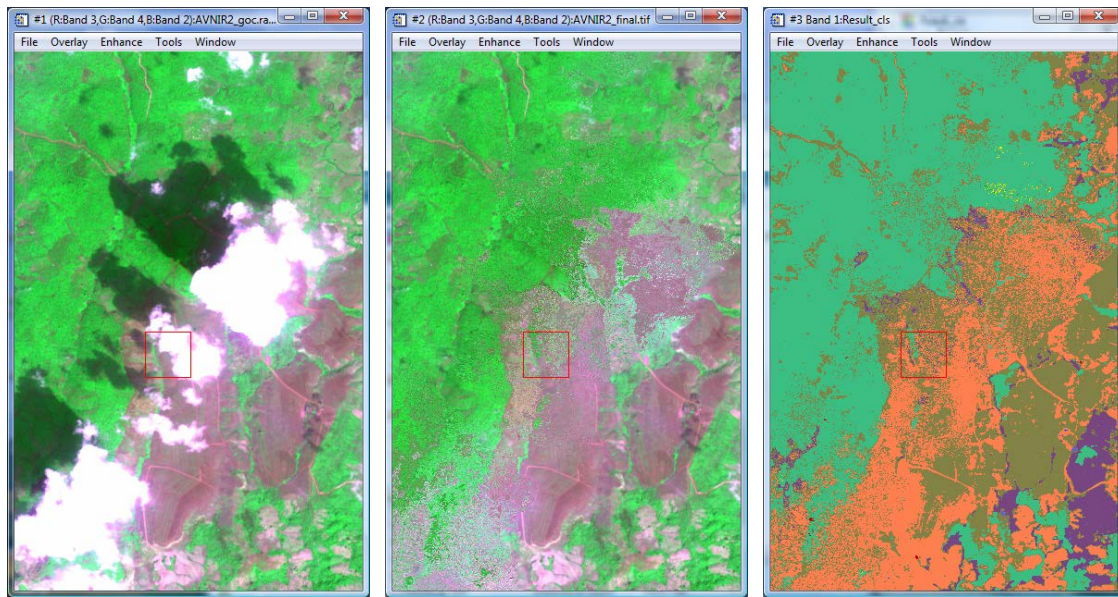 #1 (R:Band 3,G:Band 4,B:Band 2):AVNIR2_goc.ra...
File Overlay Enhance Tools Window
#2 (R:Band 3,G:Band 4,B:Band 2):AVNIR2_final.tif
File Overlay Enhance Tools Window
#3 Band 1:Result_cls
File Overlay Enhance Tools Window